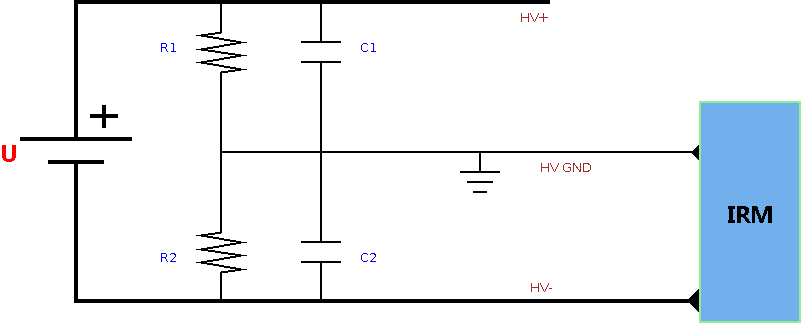 HV+
R1
C1
+
U
HV GND
IRM
R2
C2
HV-